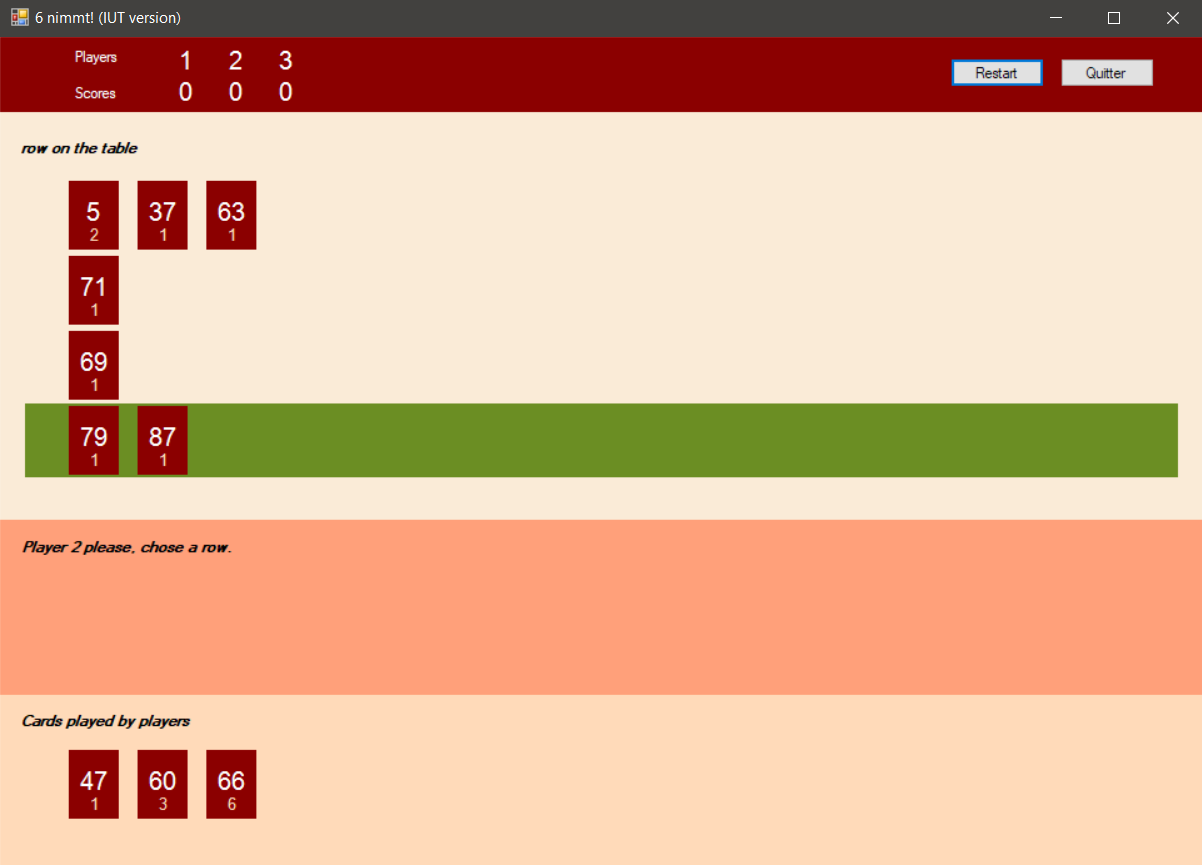 6 nimmt! (IUT version)
Players 1 2 3
Restart Quitter
Scores 0 0 0
row on the table
5 37 63
2 1 1
71
1
69
1
79 87
1 1
Player 2 please, chose a row.
Cards played by players
47 60 66
1 3 6